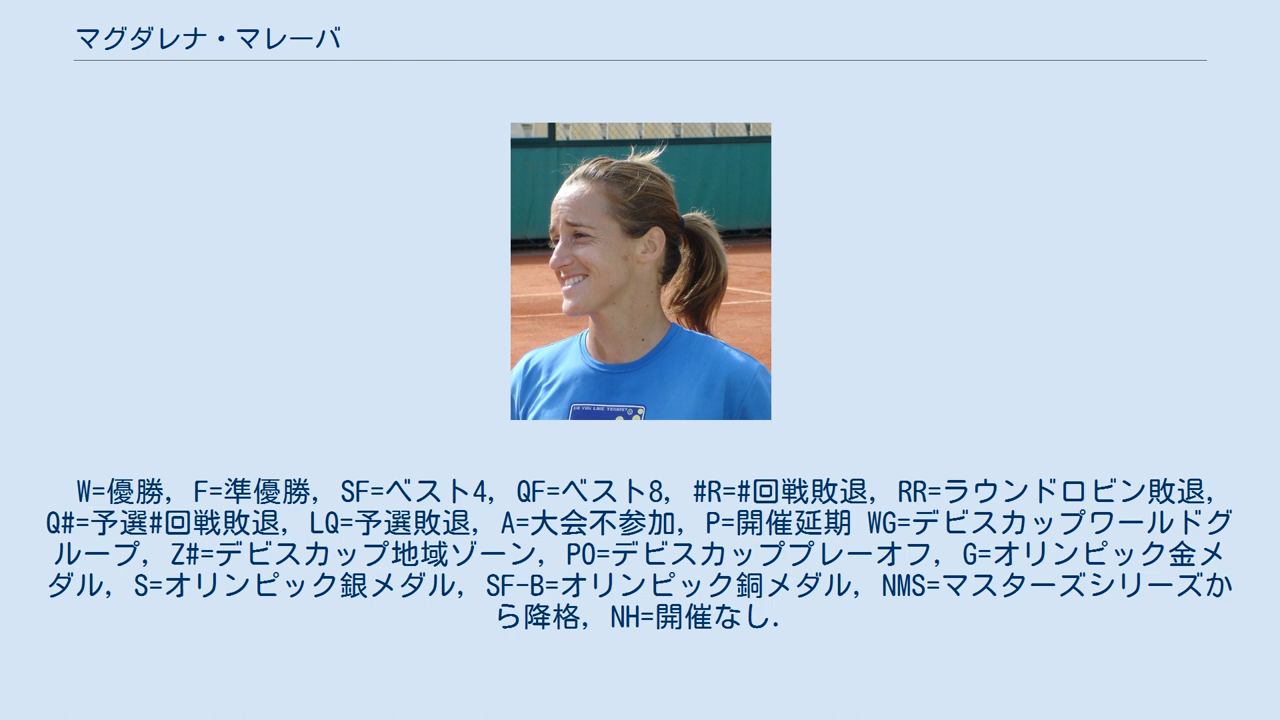 マグダレナ・マレーバ
DO YOU LIKE TENNIS?
W=優勝, F=準優勝, SF=ベスト4, QF=ベスト8, #R=#回戦敗退, RR=ラウンドロビン敗退,
Q#=予選#回戦敗退, LQ=予選敗退, A=大会不参加, P=開催延期 WG=デビスカップワールドグ
ループ, Z#=デビスカップ地域ゾーン, PO=デビスカッププレーオフ, G=オリンピック金メ
ダル, S=オリンピック銀メダル, SF-B=オリンピック銅メダル, NMS=マスターズシリーズか
ら降格, NH=開催なし.